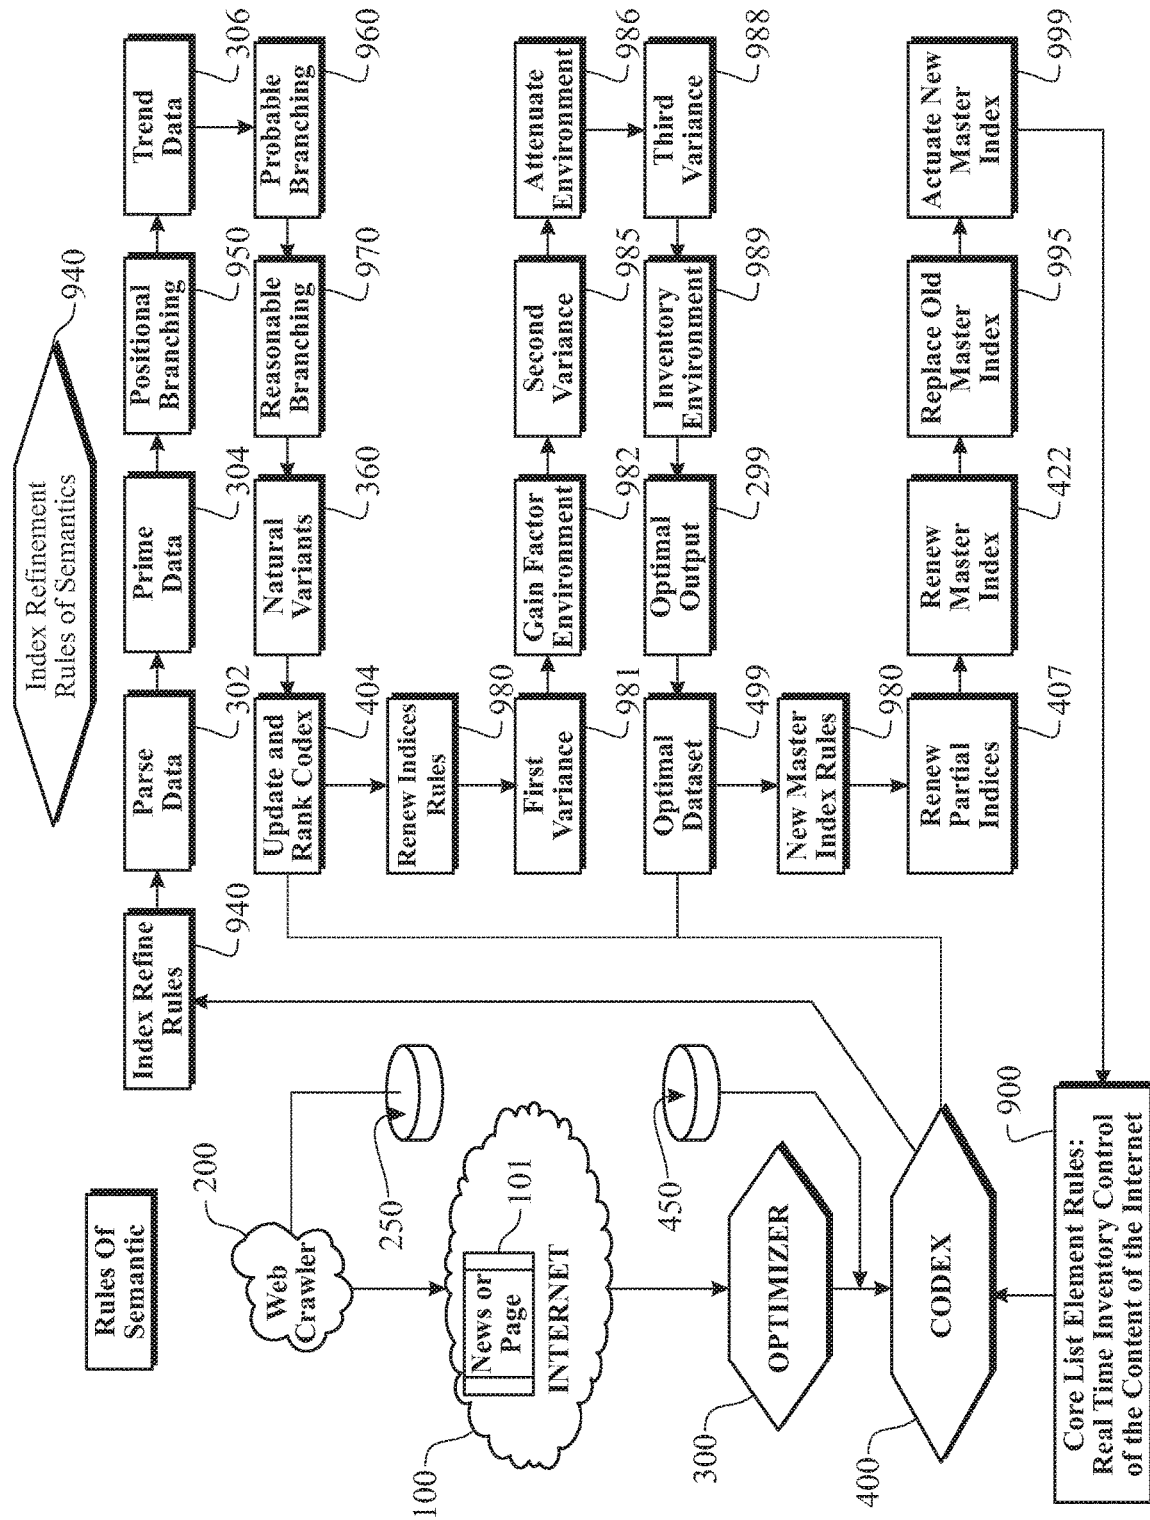 Index Refinement
Rules of Semantics
940
Rules Of
Semantic
Index Refine
Rules
940
Parse
Data
302
Prime
Data
304
Positional
Branching
950
Trend
Data
306
Web
Crawler
200
250
Update and
Rank Codex
404
Natural
Variants
360
Reasonable
Branching
970
Probable
Branching
960
Renew Indices
Rules
980
News or
Page
101
INTERNET
100
First
Variance
981
Gain Factor
Environment
982
Second
Variance
985
Attenuate
Environment
986
450
Optimal
Dataset
499
Optimal
Output
299
Inventory
Environment
989
Third
Variance
988
OPTIMIZER
300
New Master
Index Rules
980
CODEX
400
Renew
Partial
Indices
407
Renew
Master
Index
422
Replace Old
Master
Index
995
Actuate New
Master
Index
999
Core List Element Rules:
Real Time Inventory Control
of the Content of the Internet
900